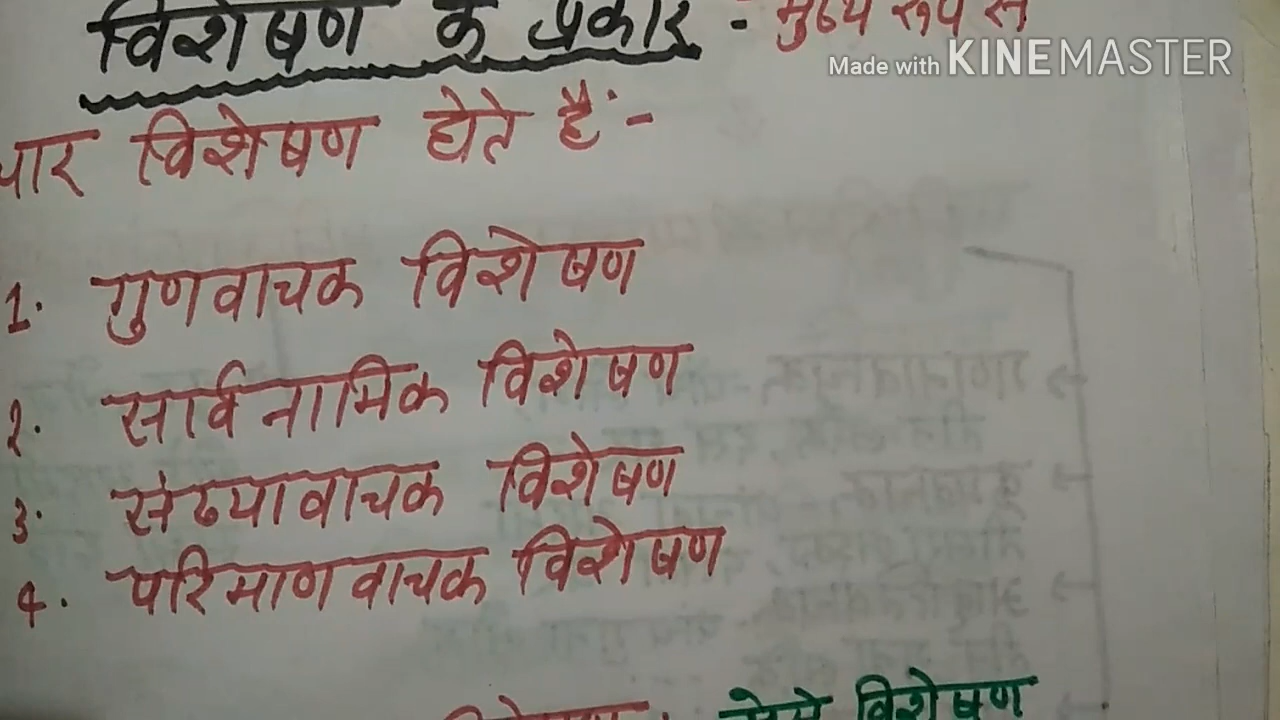 विशेषण के प्रकार - मुख्य रूप से
Made with KINEMASTER
चार विशेषण होते हैं -
1. गुणवाचक विशेषण
2. सार्वनामिक विशेषण
3. संख्यावाचक विशेषण
4. परिमाणवाचक विशेषण
विशेषण